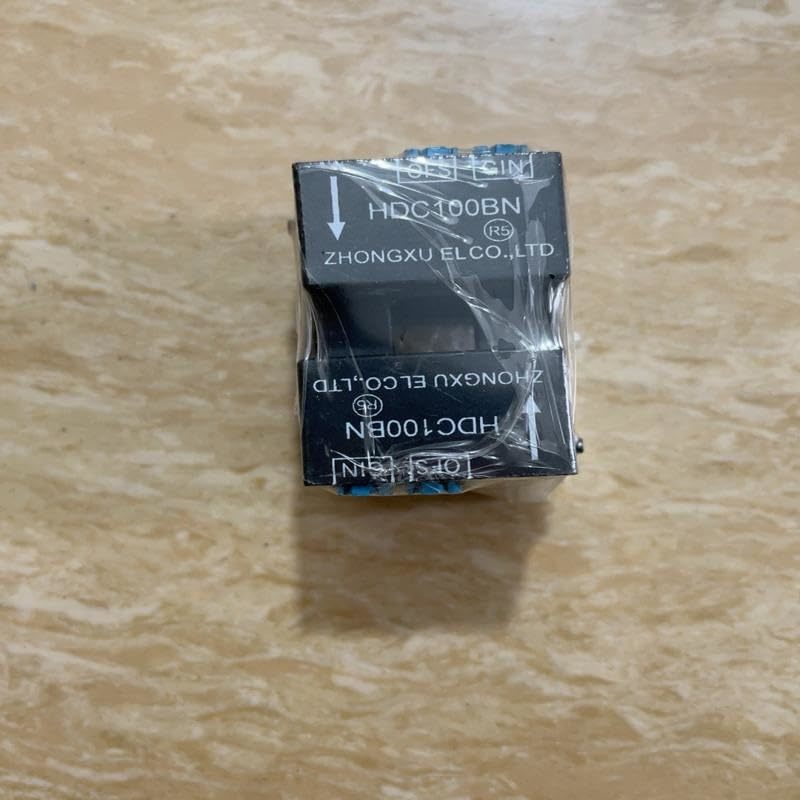 OFS GIN
HDC100BN
R5
ZHONGXU ELCO.,LTD
ZHONGXU ELCO.,LTD
R5
HDC100BN
OFS GIN